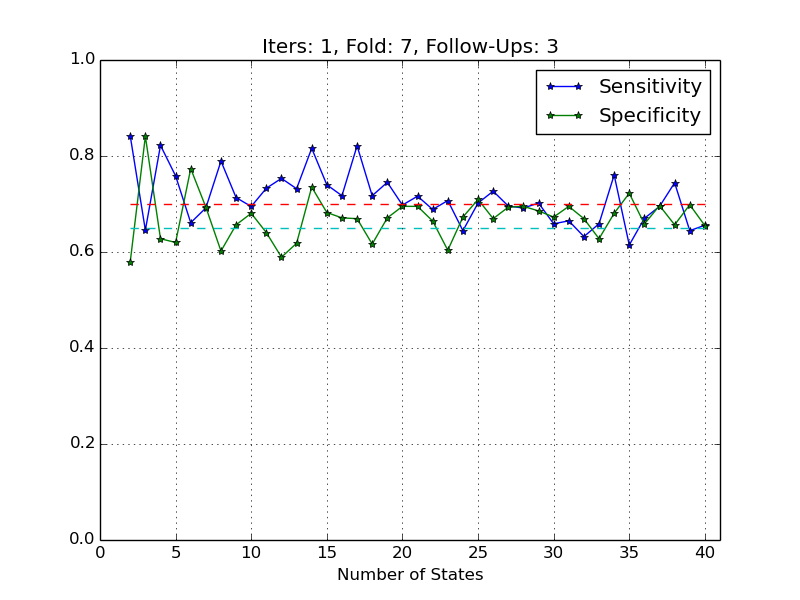 Iters: 1, Fold: 7, Follow-Ups: 3
1.0
0.8
0.6
0.4
0.2
0.0
Sensitivity
Specificity
0 5 10 15 20 25 30 35 40
Number of States